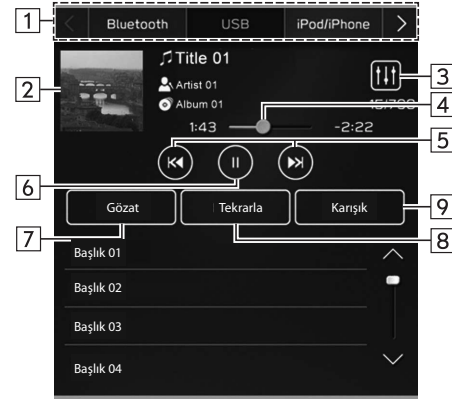 1
Bluetooth USB iPod/iPhone
2
Title 01
3
Artist 01
Album 01
4
1:43 -2:22
5
6
Gözat Tekrarla Karışık
9
7
8
Başlık 01
Başlık 02
Başlık 03
Başlık 04